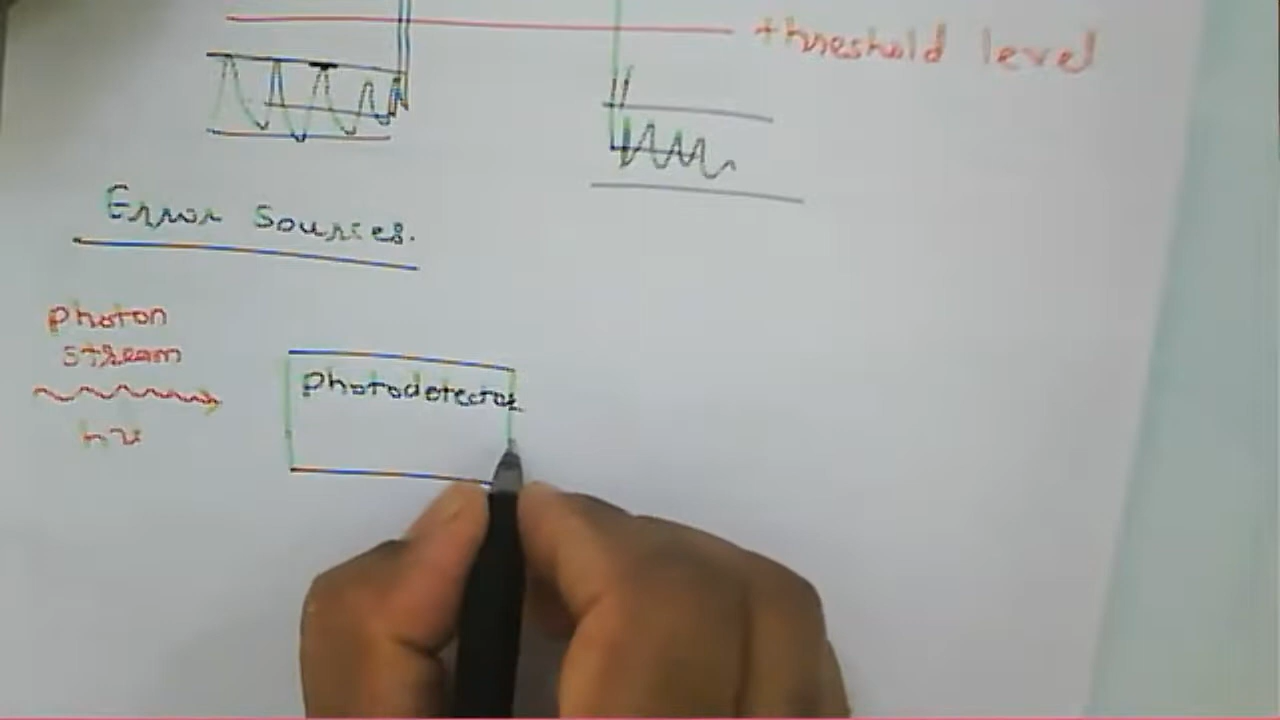 threshold level
Error Sources.
photon
stream
hν
photodetector